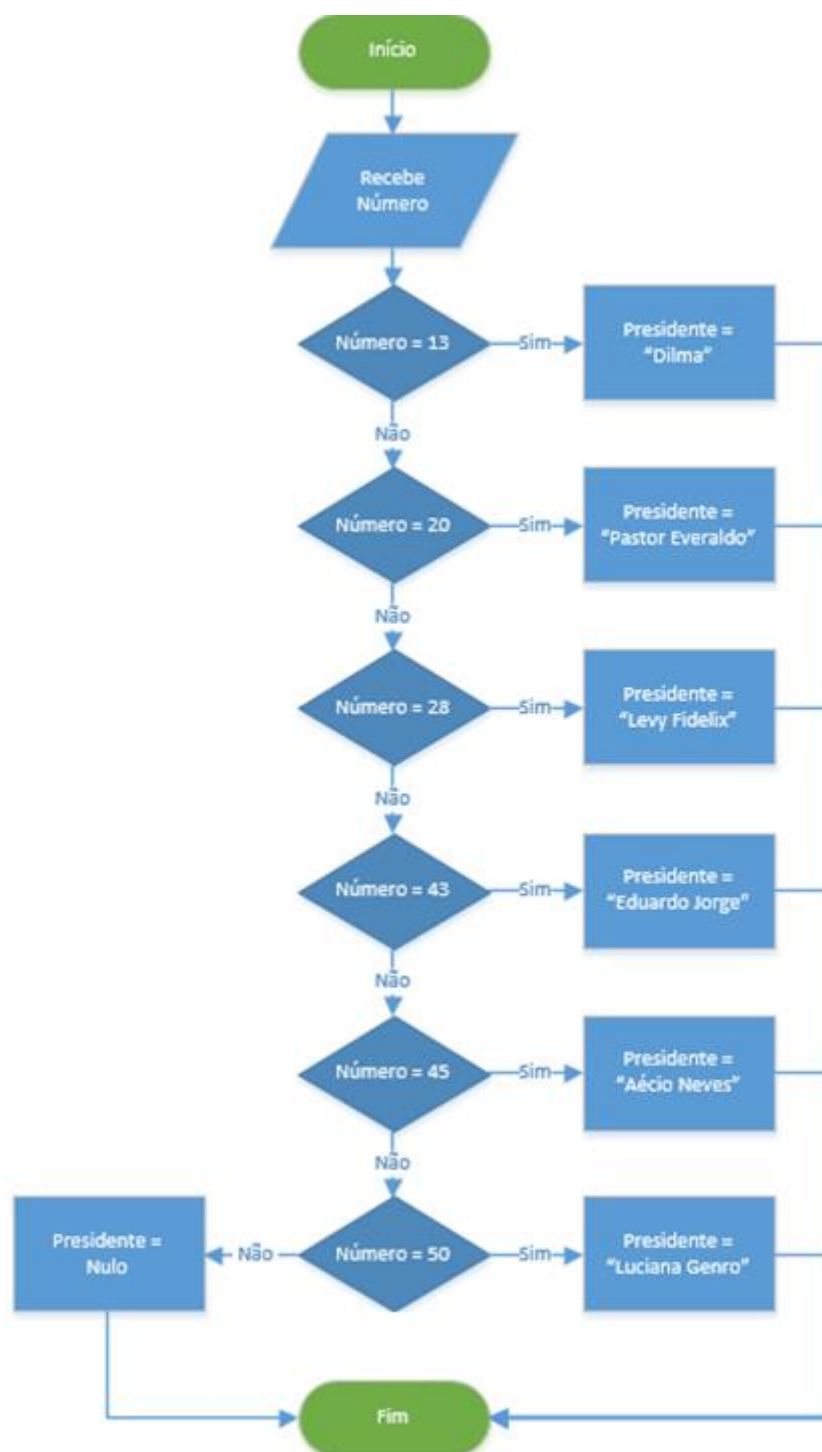 Início
Recebe
Número
Número = 13
Sim
Presidente =
“Dilma”
Não
Número = 20
Sim
Presidente =
“Pastor Everaldo”
Não
Número = 28
Sim
Presidente =
“Levy Fidelix”
Não
Número = 43
Sim
Presidente =
“Eduardo Jorge”
Não
Número = 45
Sim
Presidente =
“Aécio Neves”
Não
Presidente =
Nulo
Não
Número = 50
Sim
Presidente =
“Luciana Genro”
Fim